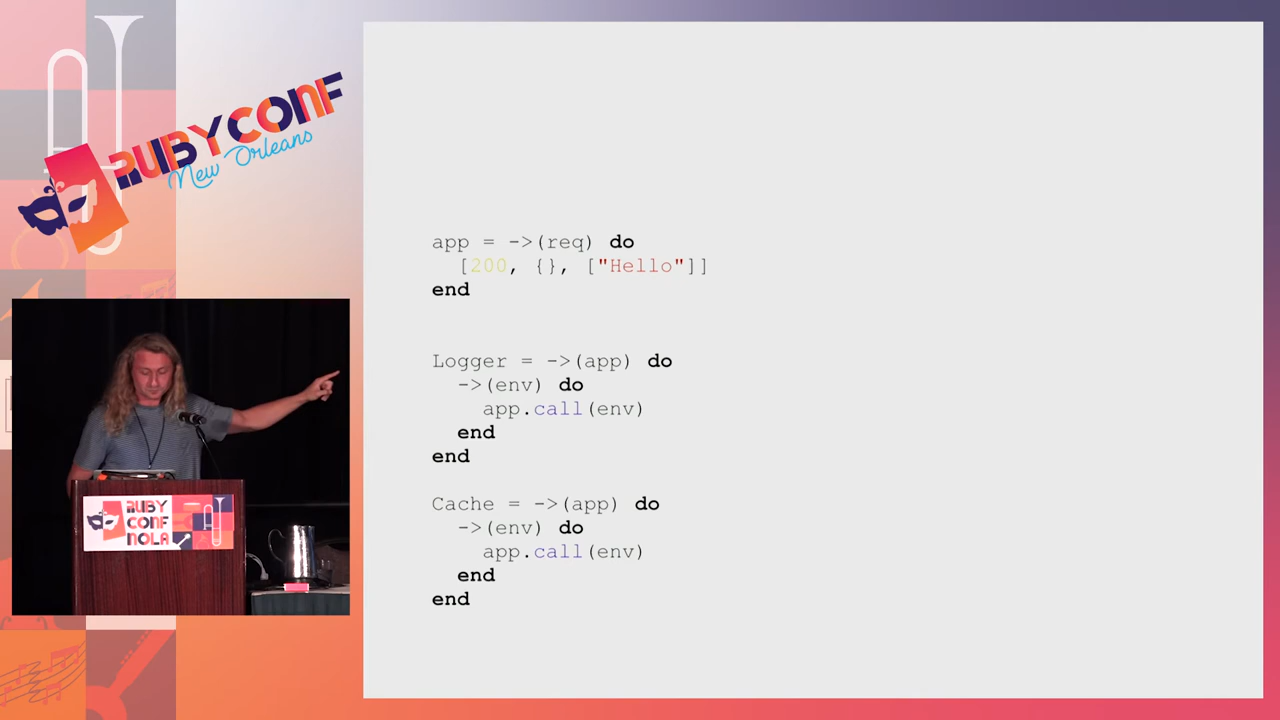 RUBYCONF
New Orleans
app = ->(req) do
  [200, {}, ["Hello"]]
end
Logger = ->(app) do
  ->(env) do
    app.call(env)
  end
end
Cache = ->(app) do
  ->(env) do
    app.call(env)
  end
end
RUBY
CONF
NOLA